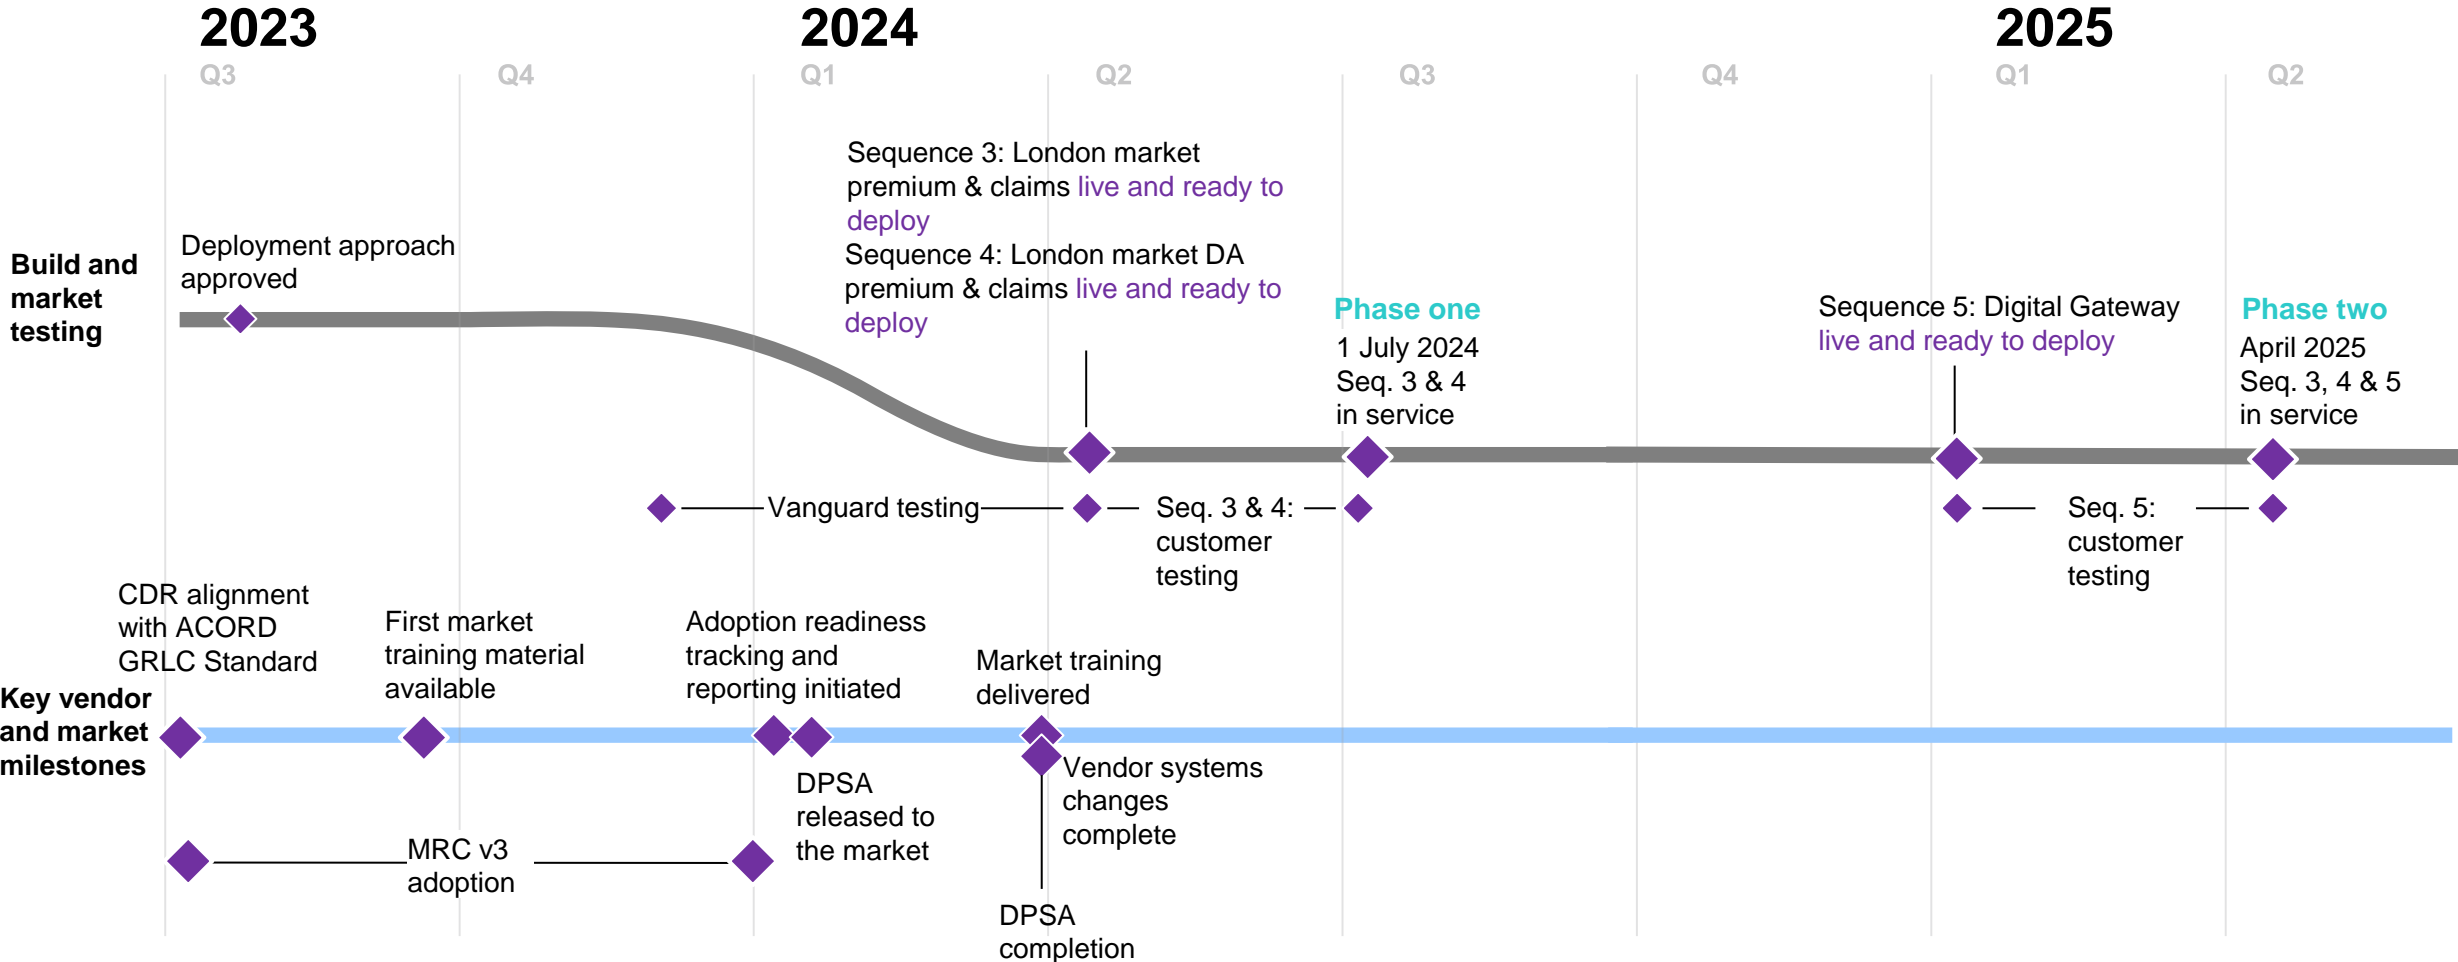 2023
2024
2025
Q3
Q4
Q1
Q2
Q3
Q4
Q1
Q2
Build and
market
testing
Deployment approach
approved
Sequence 3: London market
premium & claims live and ready to
deploy
Sequence 4: London market DA
premium & claims live and ready to
deploy
Phase one
1 July 2024
Seq. 3 & 4
in service
Sequence 5: Digital Gateway
live and ready to deploy
Phase two
April 2025
Seq. 3, 4 & 5
in service
Vanguard testing
Seq. 3 & 4:
customer
testing
Seq. 5:
customer
testing
Key vendor
and market
milestones
CDR alignment
with ACORD
GRLC Standard
First market
training material
available
Adoption readiness
tracking and
reporting initiated
Market training
delivered
DPSA
released to
the market
Vendor systems
changes
complete
MRC v3
adoption
DPSA
completion